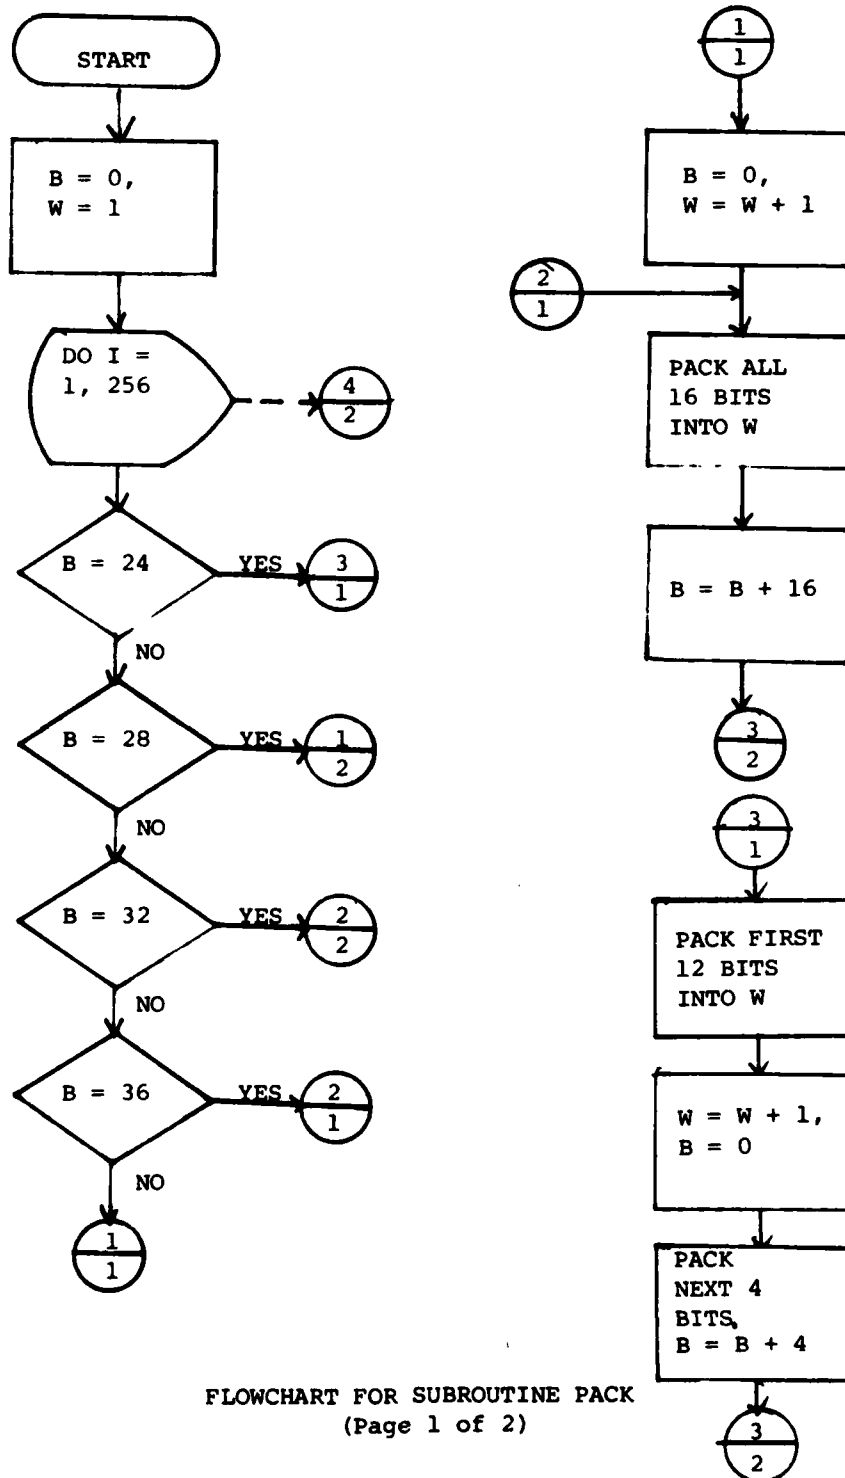 START
B = 0,
W = 1
DO I =
1, 256
4
2
B = 24
YES
3
1
NO
B = 28
YES
1
2
NO
B = 32
YES
2
2
NO
B = 36
YES
2
1
NO
1
1
1
1
B = 0,
W = W + 1
2
1
PACK ALL
16 BITS
INTO W
B = B + 16
3
2
3
1
PACK FIRST
12 BITS
INTO W
W = W + 1,
B = 0
PACK
NEXT 4
BITS,
B = B + 4
3
2
FLOWCHART FOR SUBROUTINE PACK
(Page 1 of 2)